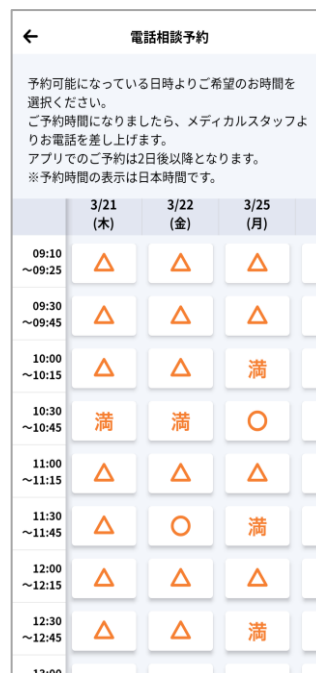 ← 電話相談予約
予約可能になっている日時よりご希望のお時間を
選択ください。
ご予約時間になりましたら、メディカルスタッフよ
りお電話を差し上げます。
アプリでのご予約は2日後以降となります。
※予約時間の表示は日本時間です。
3/21 3/22 3/25
(木) (金) (月)
09:10
～09:25 △ △ △
09:30
～09:45 △ △ △
10:00
～10:15 △ △ 満
10:30
～10:45 満 満 ○
11:00
～11:15 △ △ △
11:30
～11:45 △ ○ 満
12:00
～12:15 △ △ △
12:30
～12:45 △ △ 満